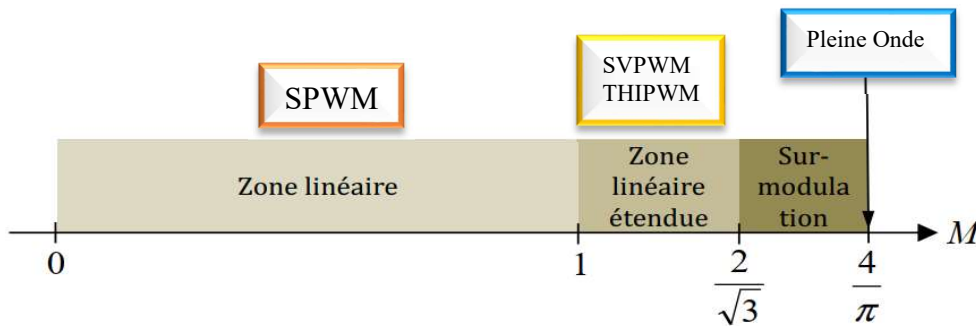 Pleine Onde
SPWM
SVPWM
THIPWM
Zone linéaire
Zone
linéaire
étendue
Sur-
modula
tion
M
0
1
2
√3
4
π